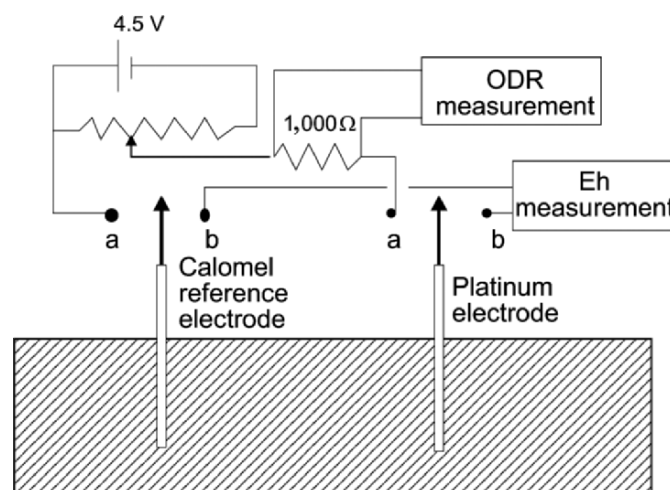 4.5 V
ODR
measurement
1,000Ω
Eh
measurement
a
b
a
b
Calomel
reference
electrode
Platinum
electrode